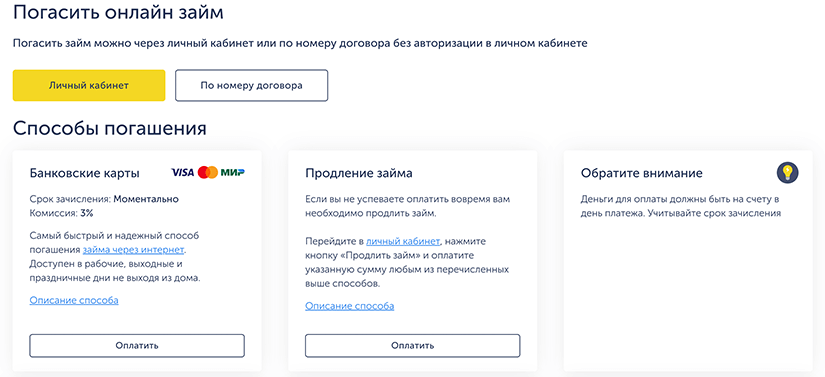 Погасить онлайн займ
Погасить займ можно через личный кабинет или по номеру договора без авторизации в личном кабинете
Личный кабинет
По номеру договора
Способы погашения
Банковские карты
VISA
МИР
Срок зачисления: Моментально
Комиссия: 3%
Самый быстрый и надежный способ
погашения займа через интернет.
Доступен в рабочие, выходные и
праздничные дни не выходя из дома.
Описание способа
Оплатить
Продление займа
Если вы не успеваете оплатить вовремя вам
необходимо продлить займ.
Перейдите в личный кабинет, нажмите
кнопку «Продлить займ» и оплатите
указанную сумму любым из перечисленных
выше способов.
Описание способа
Оплатить
Обратите внимание
Деньги для оплаты должны быть на счету в
день платежа. Учитывайте срок зачисления